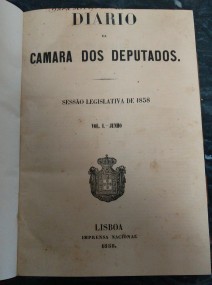 DIARIO
DA
CAMARA DOS DEPUTADOS.
SESSÃO LEGISLATIVA DE 1858
VOL. I.—JUNHO
LISBOA
IMPRENSA NACIONAL
1858.